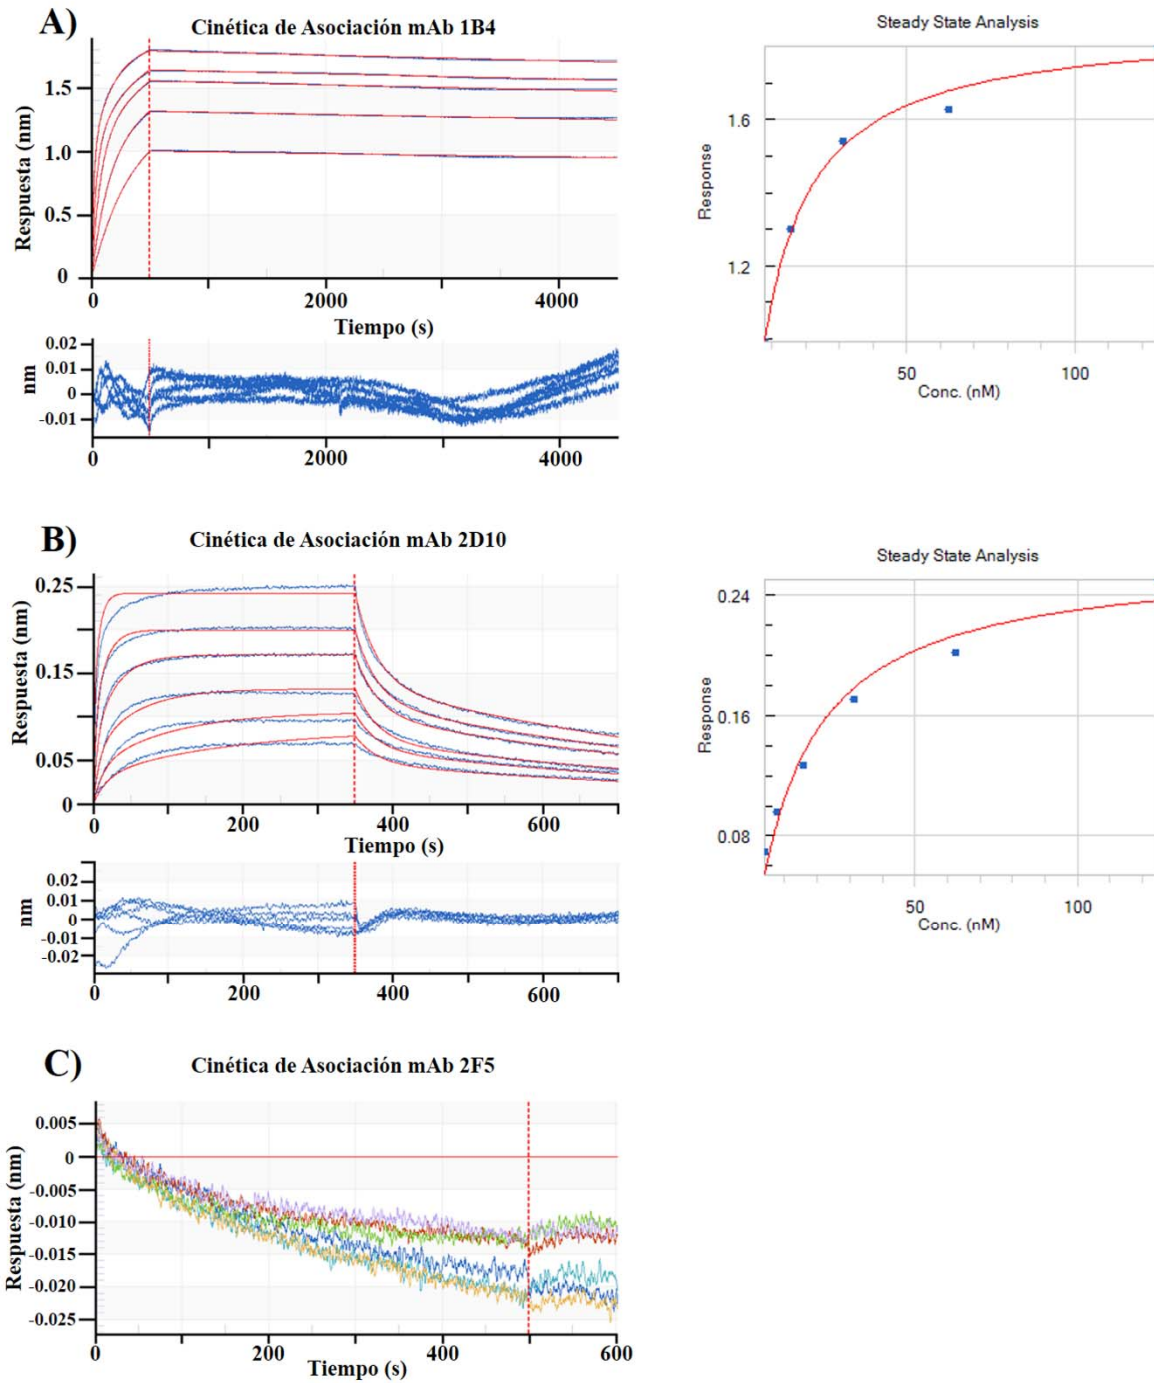 A)
Cinética de Asociación mAb 1B4
Respuesta (nm)
1.5
1.0
0.5
0
0
2000
4000
Tiempo (s)
nm
0.02
0.01
0
-0.01
0
2000
4000
Steady State Analysis
Response
1.6
1.2
50
100
Conc. (nM)
B)
Cinética de Asociación mAb 2D10
Respuesta (nm)
0.25
0.15
0.05
0
0
200
400
600
Tiempo (s)
nm
0.02
0.01
0
-0.01
-0.02
0
200
400
600
Steady State Analysis
Response
0.24
0.16
0.08
50
100
Conc. (nM)
C)
Cinética de Asociación mAb 2F5
Respuesta (nm)
0.005
0
-0.005
-0.010
-0.015
-0.020
-0.025
0
200
400
600
Tiempo (s)